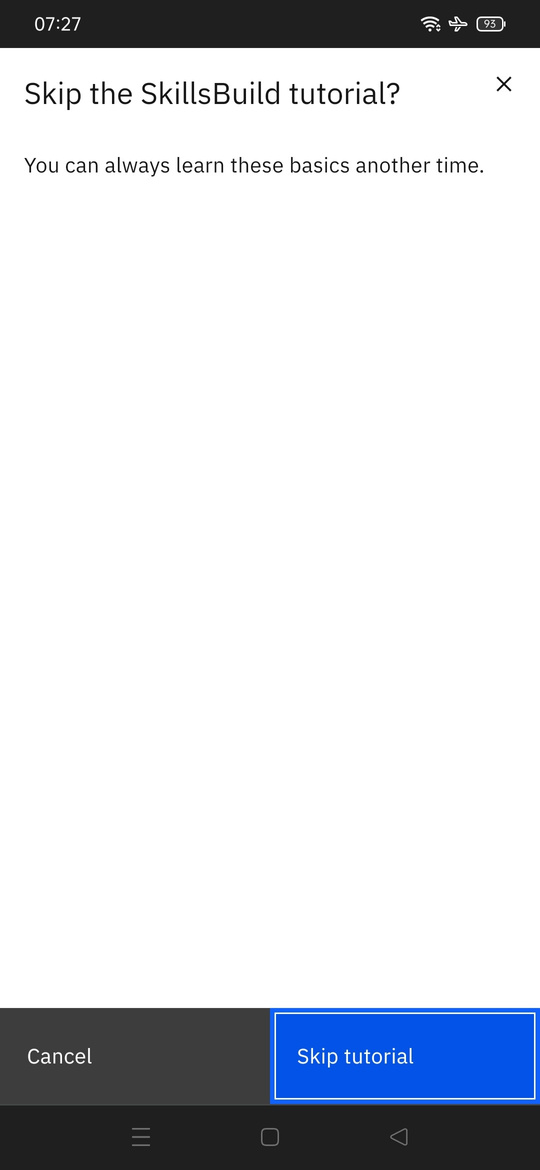 07:27
93
Skip the SkillsBuild tutorial?
You can always learn these basics another time.
Cancel
Skip tutorial